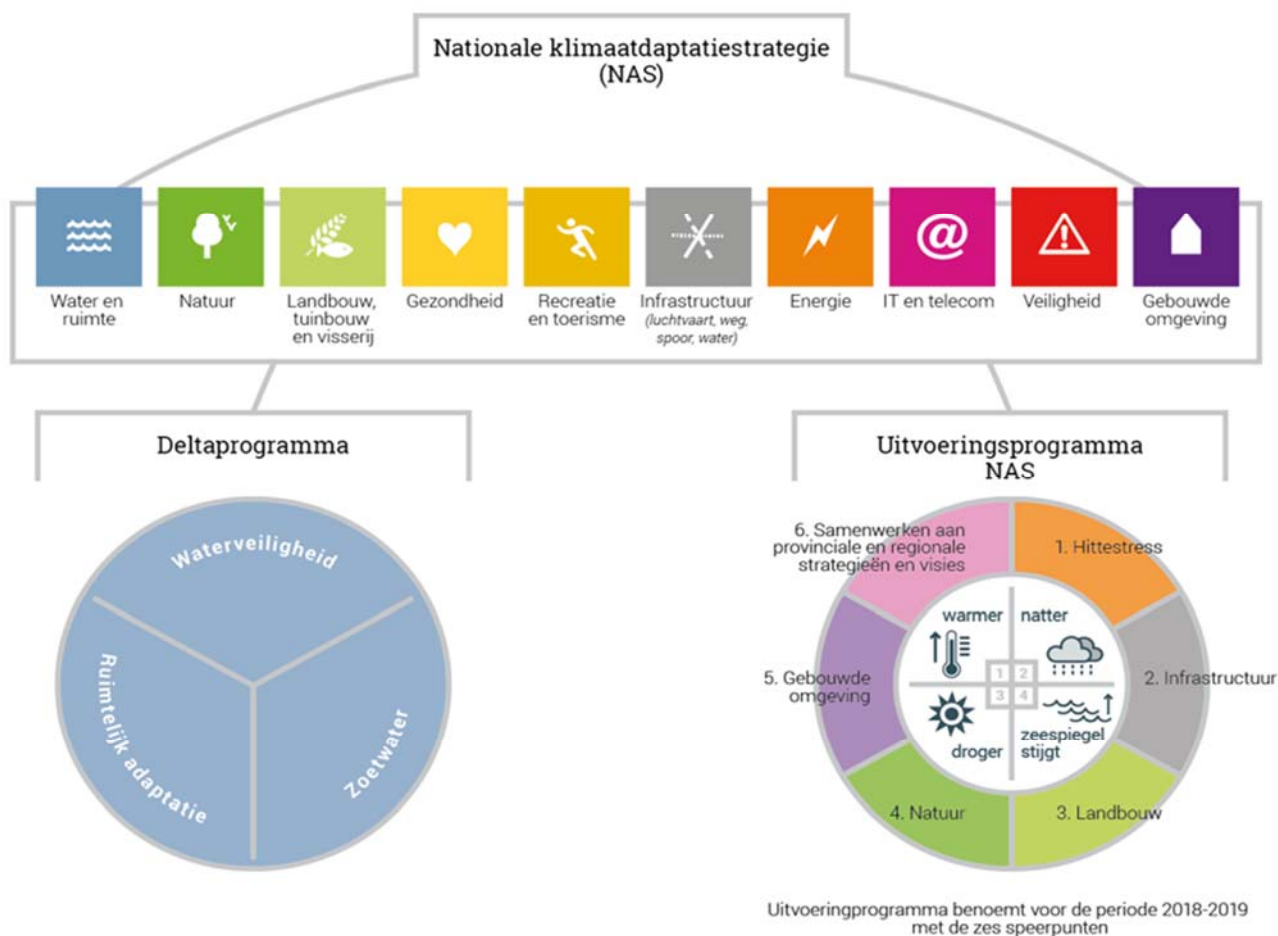 Nationale klimaatdaptatiestrategie
(NAS)
Water en
ruimte
Natuur
Landbouw,
tuinbouw
en visserij
Gezondheid
Recreatie
en toerisme
Infrastructuur
(luchtvaart, weg,
spoor, water)
Energie
@
IT en telecom
Veiligheid
Gebouwde
omgeving
Deltaprogramma
Waterveiligheid
Ruimtelijk adaptatie
Zoetwater
Uitvoeringsprogramma
NAS
6. Samenwerken aan
provinciale en regionale
strategieën en visies
1. Hittestress
2. Infrastructuur
3. Landbouw
4. Natuur
5. Gebouwde
omgeving
warmer
natter
1 2
3 4
droger
zeespiegel
stijgt
Uitvoeringprogramma benoemt voor de periode 2018-2019
met de zes speerpunten